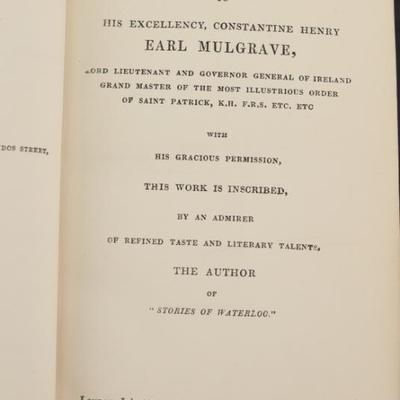 TO
HIS EXCELLENCY, CONSTANTINE HENRY
EARL MULGRAVE,
LORD LIEUTENANT AND GOVERNOR GENERAL OF IRELAND
GRAND MASTER OF THE MOST ILLUSTRIOUS ORDER
OF SAINT PATRICK, K.H. F.R.S. ETC. ETC
WITH
HIS GRACIOUS PERMISSION,
THIS WORK IS INSCRIBED,
BY AN ADMIRER
OF REFINED TASTE AND LITERARY TALENTS,
THE AUTHOR
OF
"STORIES OF WATERLOO."
STREET,